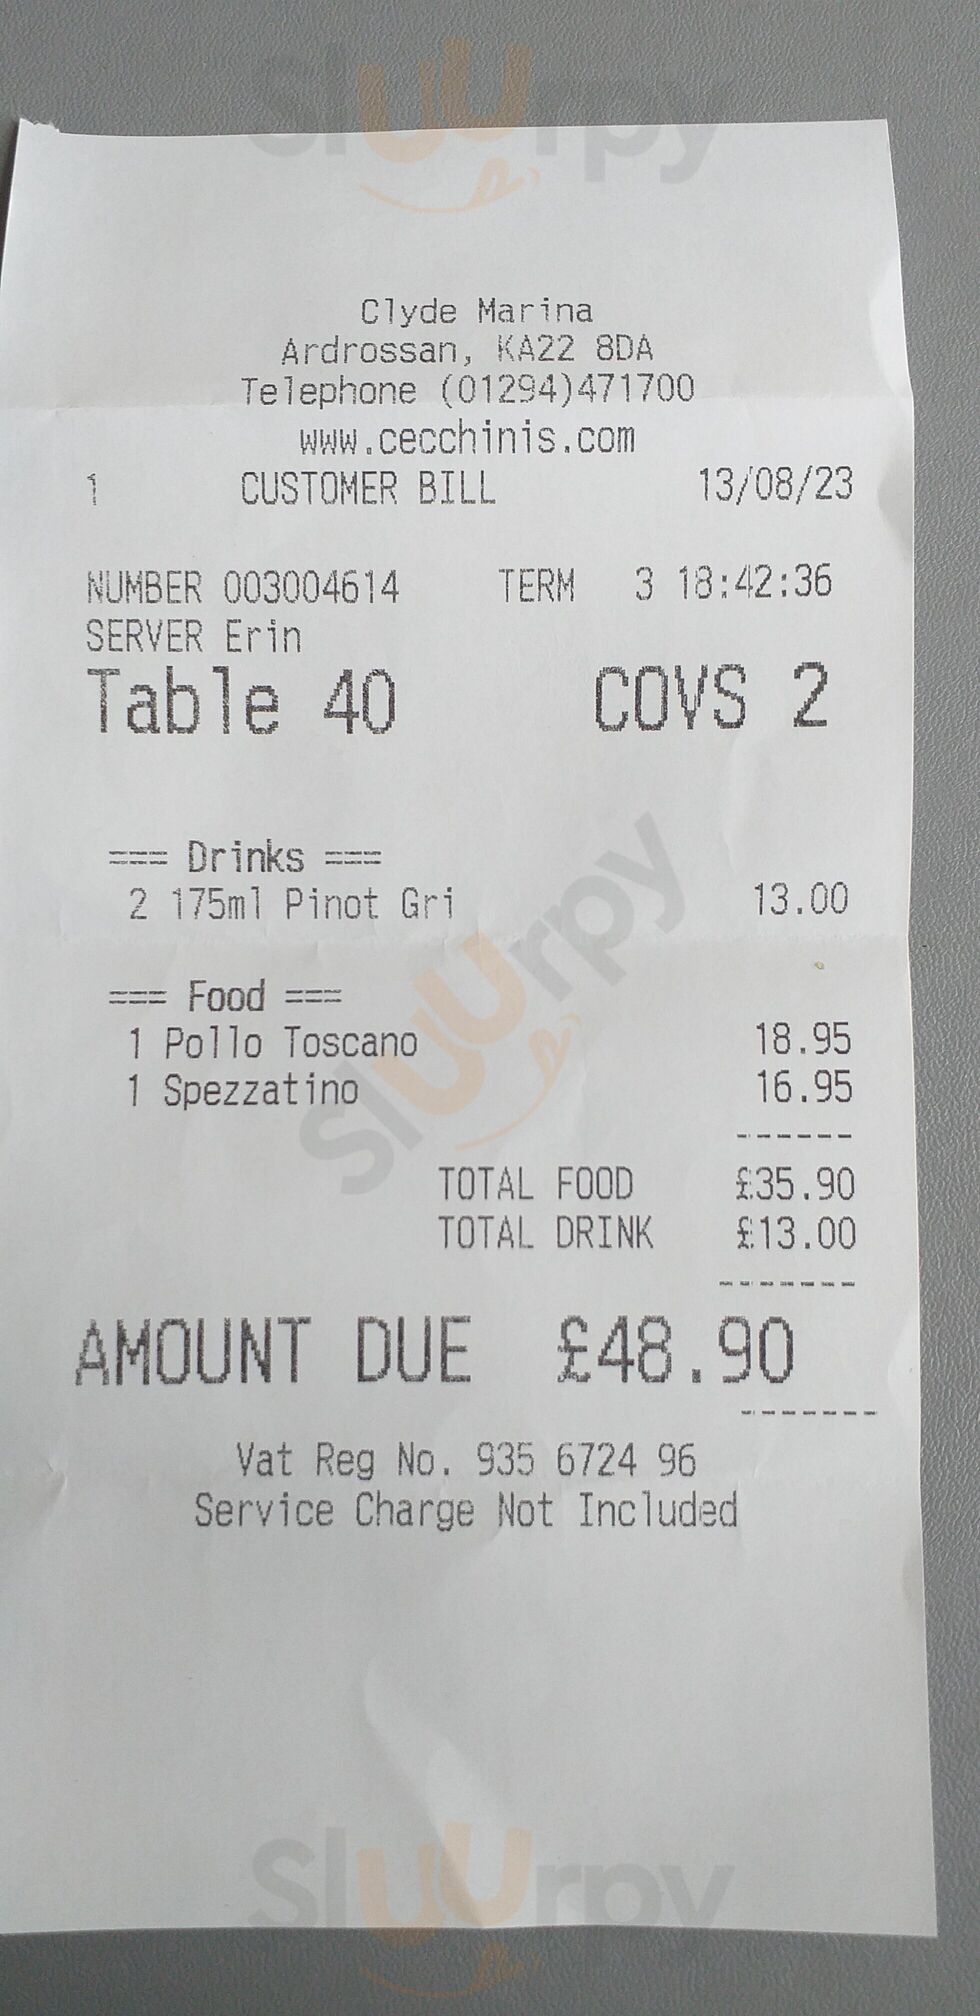 Sluurpy
Clyde Marina
Ardrossan, KA22 8DA
Telephone (01294)471700
www.cecchinis.com
1 CUSTOMER BILL 13/08/23
NUMBER 003004614 TERM 3 18:42:36
SERVER Erin
Table 40 COVS 2
=== Drinks ===
2 175ml Pinot Gri 13.00
=== Food ===
1 Pollo Toscano 18.95
1 Spezzatino 16.95
------
Sluurpy
TOTAL FOOD £35.90
TOTAL DRINK £13.00
-------
AMOUNT DUE £48.90
-------
Vat Reg No. 935 6724 96
Service Charge Not Included
Sluurpy